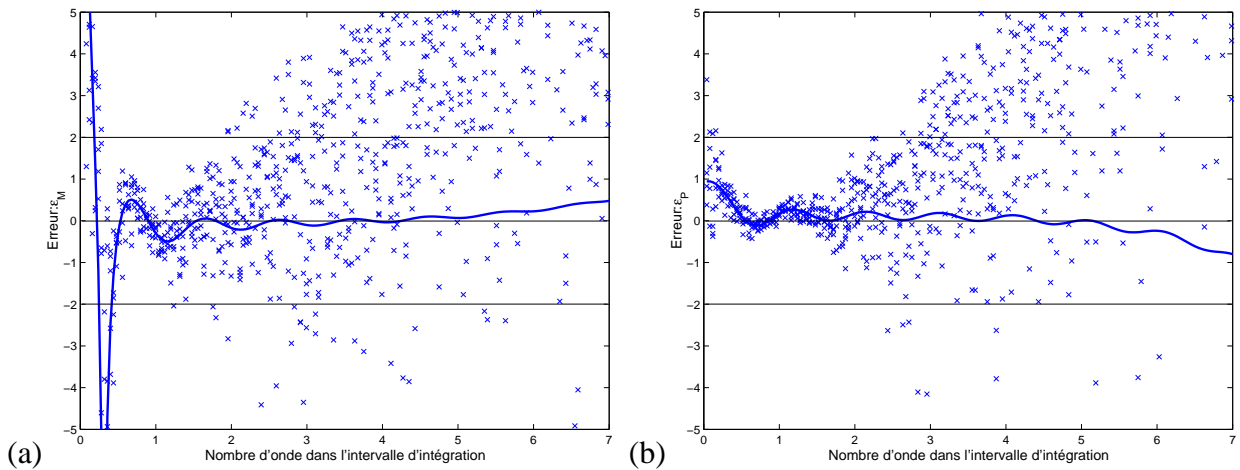 5
4
3
2
1
0
−1
−2
−3
−4
−5
0 1 2 3 4 5 6 7
Erreur:ε_M
Nombre d'onde dans l'intervalle d'intégration
(a)
5
4
3
2
1
0
−1
−2
−3
−4
−5
0 1 2 3 4 5 6 7
Erreur:ε_P
Nombre d'onde dans l'intervalle d'intégration
(b)